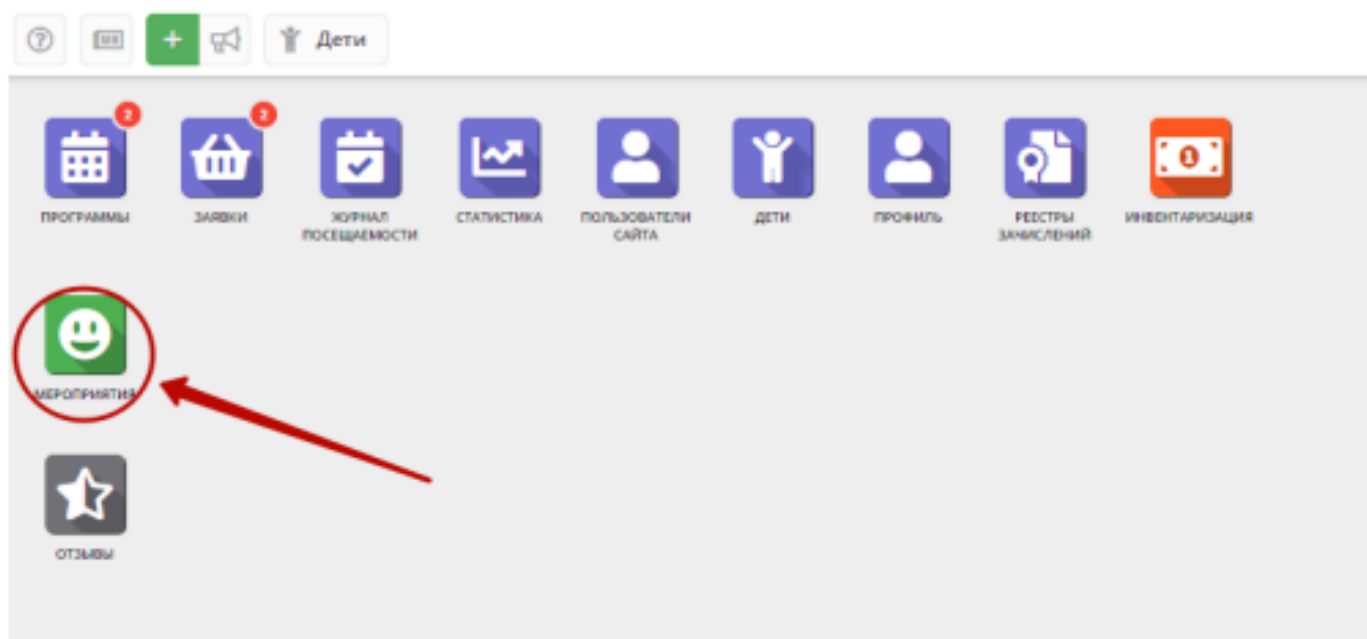 Дети
2
2
ПРОГРАММЫ
ЗАЯВКИ
ЖУРНАЛ
ПОСЕЩАЕМОСТИ
СТАТИСТИКА
ПОЛЬЗОВАТЕЛИ
САЙТА
ДЕТИ
ПРОФИЛЬ
РЕЕСТРЫ
ЗАЧИСЛЕНИЙ
1
ИНВЕНТАРИЗАЦИЯ
МЕРОПРИЯТИЯ
ОТЗЫВЫ